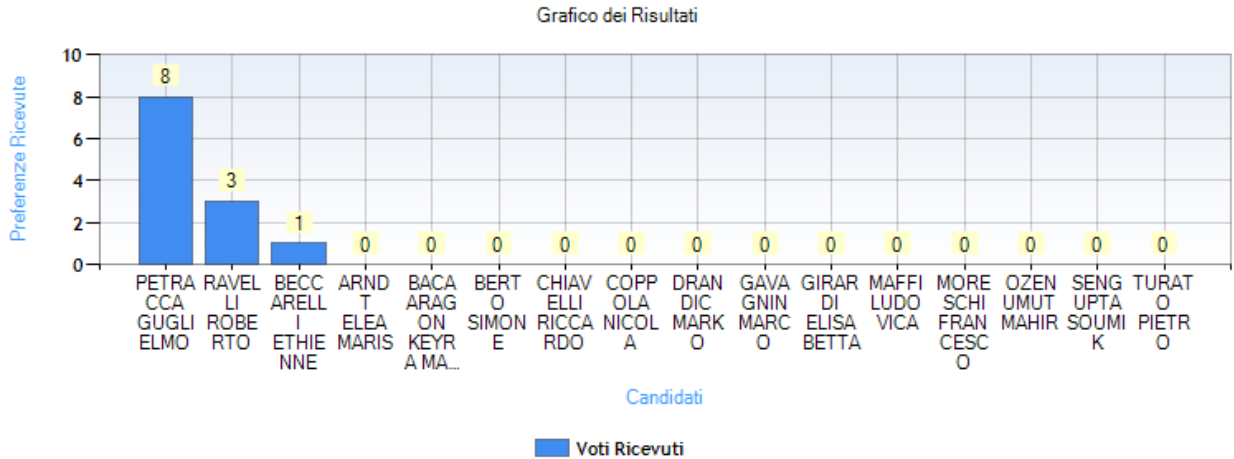 Grafico dei Risultati
Preferenze Ricevute
10
8
6
4
2
0
8
3
1
0
0
0
0
0
0
0
0
0
0
0
0
0
PETRA
CCA
GUGLI
ELMO
RAVEL
LI
ROBE
RTO
BECC
ARELL
I
ETHIE
NNE
ARND
T
ELEA
MARIS
BACA
ARAG
ON
KEYR
A MA...
BERT
O
SIMON
E
CHIAV
ELLI
RICCA
RDO
COPP
OLA
NICOL
A
DRAN
DIC
MARK
O
GAVA
GNIN
MARC
O
GIRAR
DI
ELISA
BETTA
MAFFI
LUDO
VICA
MORE
SCHI
FRAN
CESC
O
OZEN
UMUT
MAHIR
SENG
UPTA
SOUMI
K
TURAT
O
PIETR
O
Candidati
Voti Ricevuti